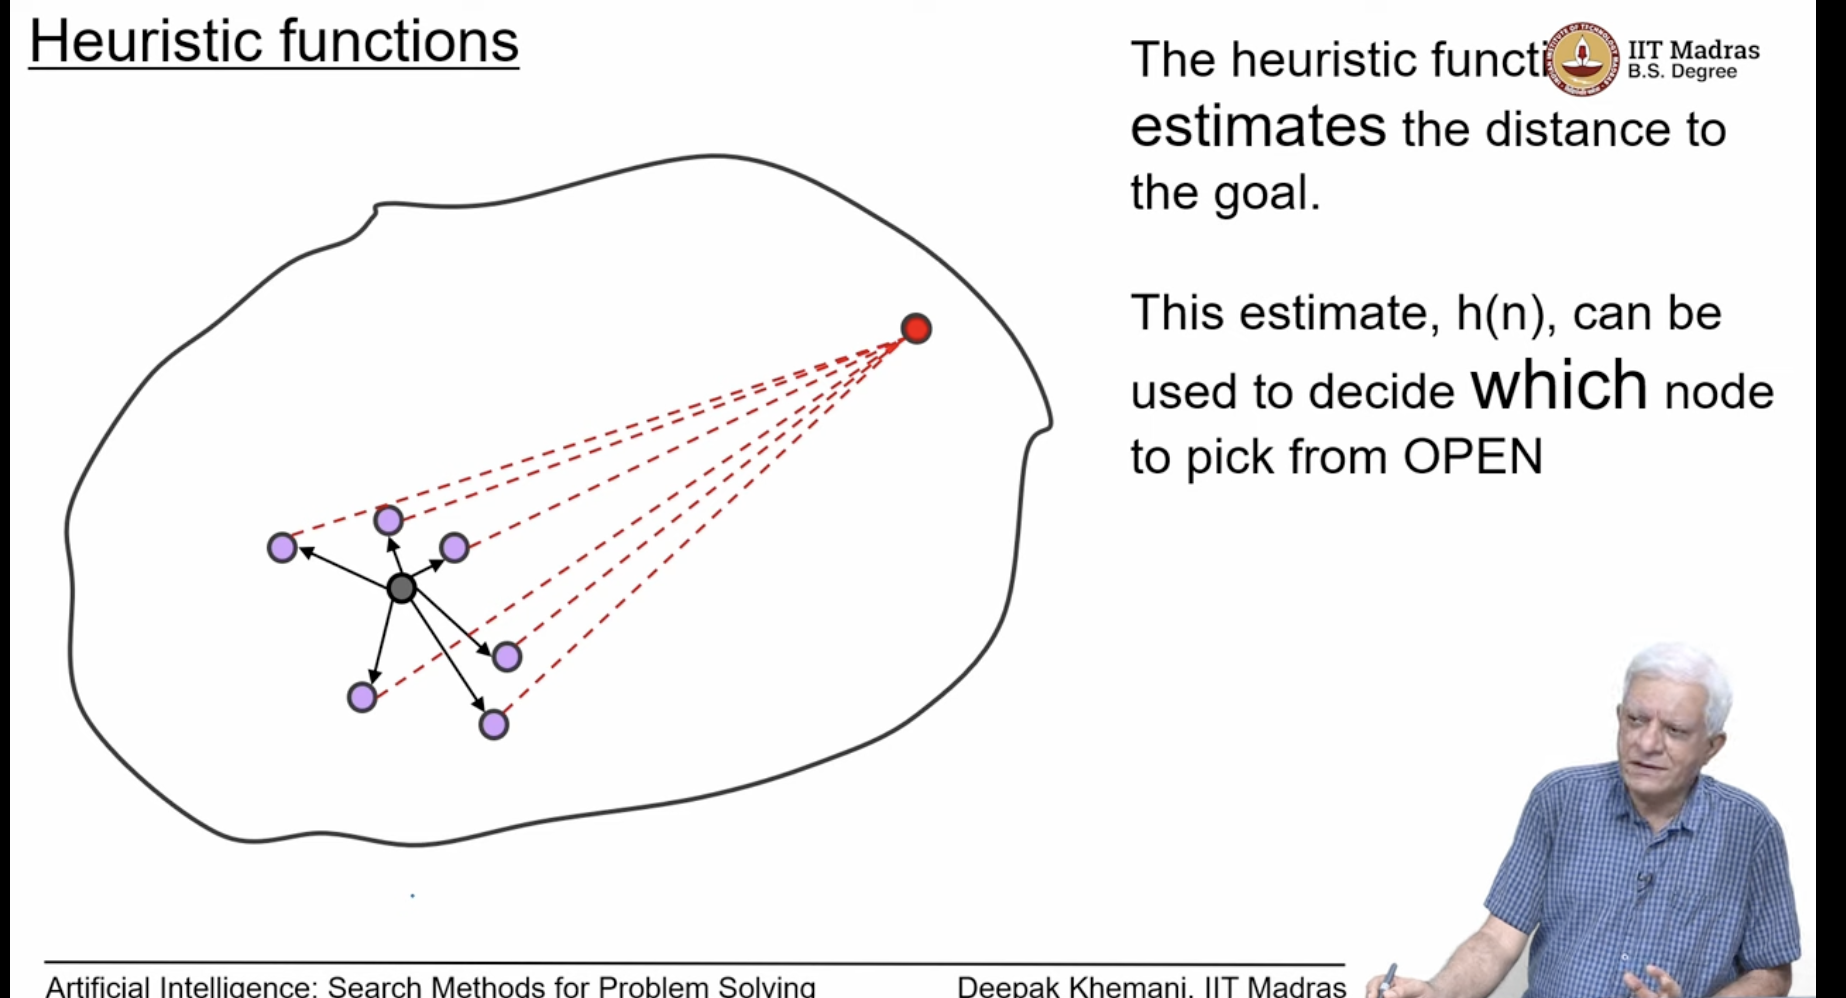 Heuristic functions
The heuristic functi
IIT Madras
B.S. Degree
estimates the distance to
the goal.
This estimate, h(n), can be
used to decide which node
to pick from OPEN
Artificial Intelligence: Search Methods for Problem Solving
Deepak Khemani, IIT Madras